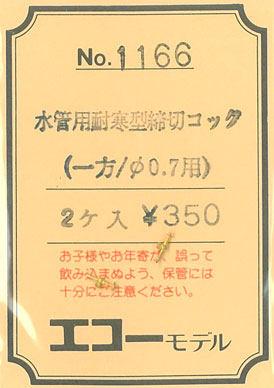 No.1166
水管用耐寒型締切コック
(一方/φ0.7用)
2ケ入 ¥350
お子様やお年寄が、誤って
飲み込まぬよう、保管には
十分にご注意ください。
エコーモデル